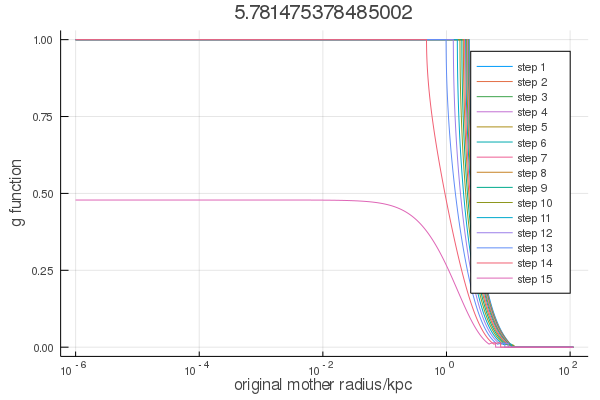 5.781475378485002
g function
1.00
0.75
0.50
0.25
0.00
step 1
step 2
step 3
step 4
step 5
step 6
step 7
step 8
step 9
step 10
step 11
step 12
step 13
step 14
step 15
10^-6 10^-4 10^-2 10^0 10^2
original mother radius/kpc